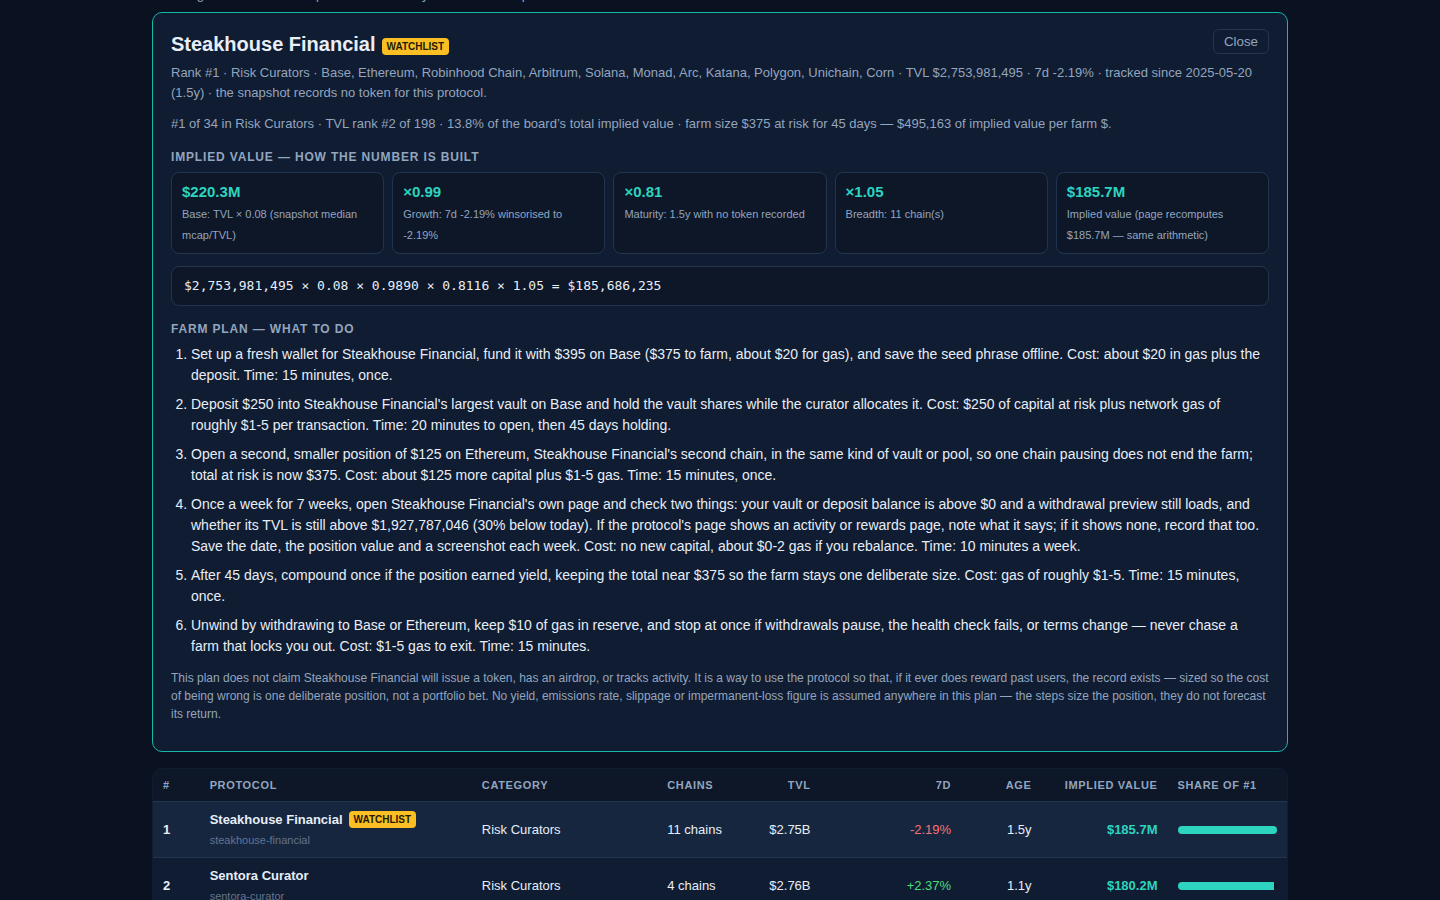 Steakhouse Financial WATCHLIST
Close
Rank #1 · Risk Curators · Base, Ethereum, Robinhood Chain, Arbitrum, Solana, Monad, Arc, Katana, Polygon, Unichain, Corn · TVL $2,753,981,495 · 7d -2.19% · tracked since 2025-05-20
(1.5y) · the snapshot records no token for this protocol.
#1 of 34 in Risk Curators · TVL rank #2 of 198 · 13.8% of the board's total implied value · farm size $375 at risk for 45 days — $495,163 of implied value per farm $.
IMPLIED VALUE — HOW THE NUMBER IS BUILT
$220.3M
Base: TVL × 0.08 (snapshot median
mcap/TVL)
×0.99
Growth: 7d -2.19% winsorised to
-2.19%
×0.81
Maturity: 1.5y with no token recorded
×1.05
Breadth: 11 chain(s)
$185.7M
Implied value (page recomputes
$185.7M — same arithmetic)
$2,753,981,495 × 0.08 × 0.9890 × 0.8116 × 1.05 = $185,686,235
FARM PLAN — WHAT TO DO
1. Set up a fresh wallet for Steakhouse Financial, fund it with $395 on Base ($375 to farm, about $20 for gas), and save the seed phrase offline. Cost: about $20 in gas plus the
deposit. Time: 15 minutes, once.
2. Deposit $250 into Steakhouse Financial's largest vault on Base and hold the vault shares while the curator allocates it. Cost: $250 of capital at risk plus network gas of
roughly $1-5 per transaction. Time: 20 minutes to open, then 45 days holding.
3. Open a second, smaller position of $125 on Ethereum, Steakhouse Financial's second chain, in the same kind of vault or pool, so one chain pausing does not end the farm;
total at risk is now $375. Cost: about $125 more capital plus $1-5 gas. Time: 15 minutes, once.
4. Once a week for 7 weeks, open Steakhouse Financial's own page and check two things: your vault or deposit balance is above $0 and a withdrawal preview still loads, and
whether its TVL is still above $1,927,787,046 (30% below today). If the protocol's page shows an activity or rewards page, note what it says; if it shows none, record that too.
Save the date, the position value and a screenshot each week. Cost: no new capital, about $0-2 gas if you rebalance. Time: 10 minutes a week.
5. After 45 days, compound once if the position earned yield, keeping the total near $375 so the farm stays one deliberate size. Cost: gas of roughly $1-5. Time: 15 minutes,
once.
6. Unwind by withdrawing to Base or Ethereum, keep $10 of gas in reserve, and stop at once if withdrawals pause, the health check fails, or terms change — never chase a
farm that locks you out. Cost: $1-5 gas to exit. Time: 15 minutes.
This plan does not claim Steakhouse Financial will issue a token, has an airdrop, or tracks activity. It is a way to use the protocol so that, if it ever does reward past users, the record exists — sized so the cost
of being wrong is one deliberate position, not a portfolio bet. No yield, emissions rate, slippage or impermanent-loss figure is assumed anywhere in this plan — the steps size the position, they do not forecast
its return.
# PROTOCOL CATEGORY CHAINS TVL 7D AGE IMPLIED VALUE SHARE OF #1
1 Steakhouse Financial WATCHLIST Risk Curators 11 chains $2.75B -2.19% 1.5y $185.7M
steakhouse-financial
2 Sentora Curator Risk Curators 4 chains $2.76B +2.37% 1.1y $180.2M
sentora-curator